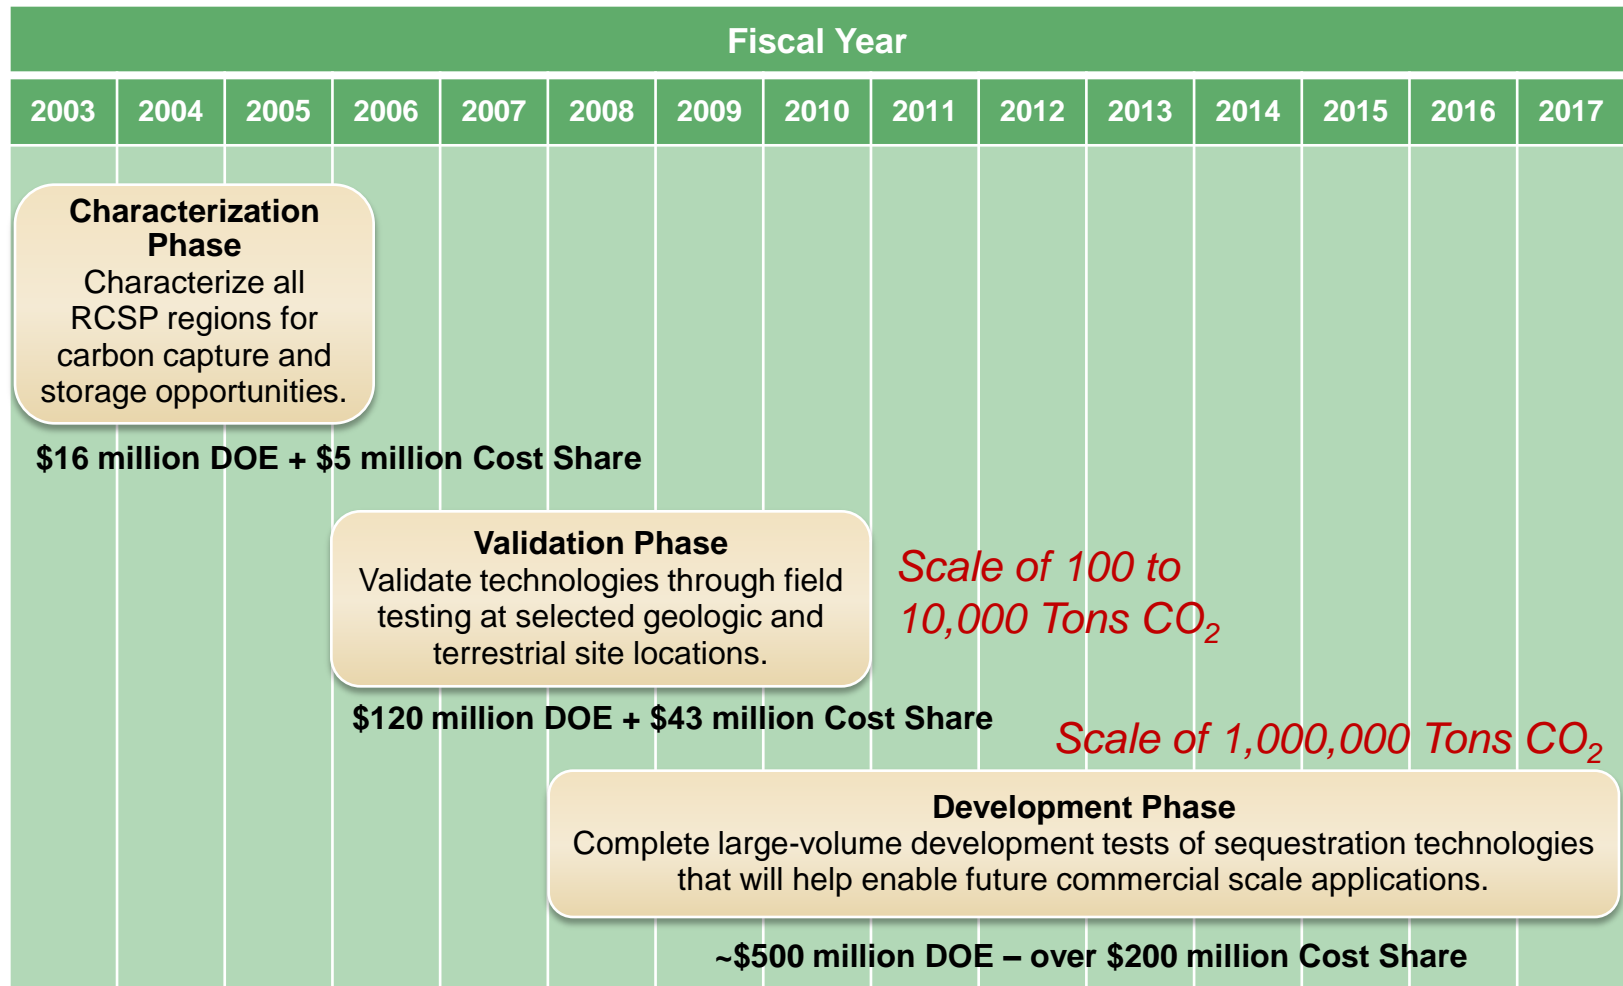 Fiscal Year
2003 2004 2005 2006 2007 2008 2009 2010 2011 2012 2013 2014 2015 2016 2017
Characterization
Phase
Characterize all
RCSP regions for
carbon capture and
storage opportunities.
$16 million DOE + $5 million Cost Share
Validation Phase
Validate technologies through field
testing at selected geologic and
terrestrial site locations.
Scale of 100 to
10,000 Tons CO₂
$120 million DOE + $43 million Cost Share
Scale of 1,000,000 Tons CO₂
Development Phase
Complete large-volume development tests of sequestration technologies
that will help enable future commercial scale applications.
~$500 million DOE – over $200 million Cost Share